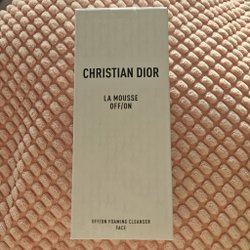 CHRISTIAN DIOR
LA MOUSSE
OFF/ON
OFF/ON FOAMING CLEANSER
FACE